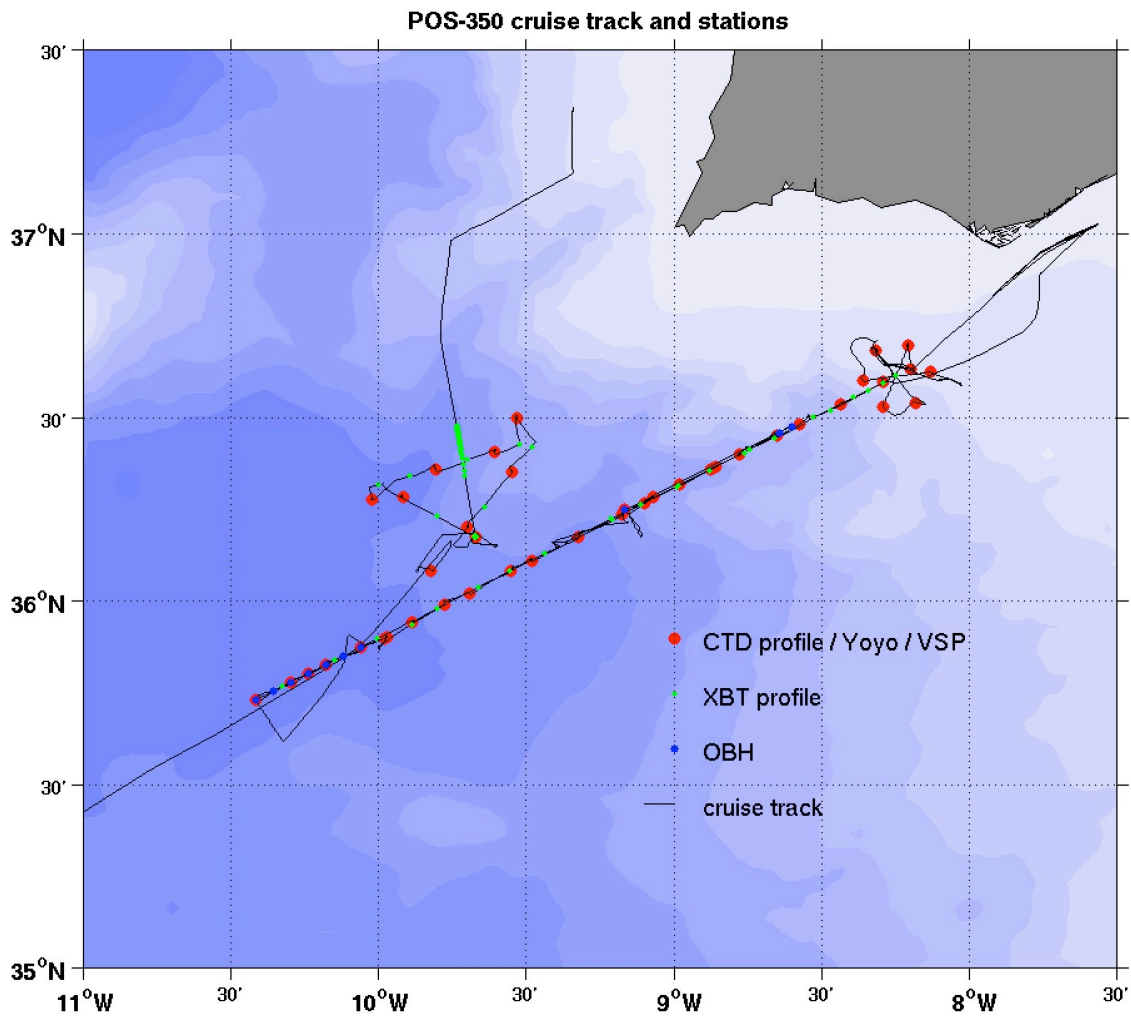 POS-350 cruise track and stations
30'
37°N
30'
36°N
30'
35°N
CTD profile / Yoyo / VSP
XBT profile
OBH
cruise track
11°W 30' 10°W 30' 9°W 30' 8°W 30'